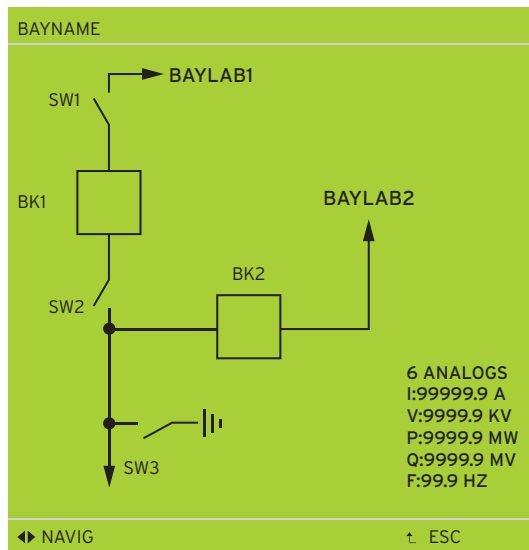 BAYNAME
BAYLAB1
SW1
BK1
BAYLAB2
BK2
SW2
6 ANALOGS
I:99999.9 A
V:9999.9 KV
P:9999.9 MW
Q:9999.9 MV
F:99.9 HZ
SW3
NAVIG
ESC